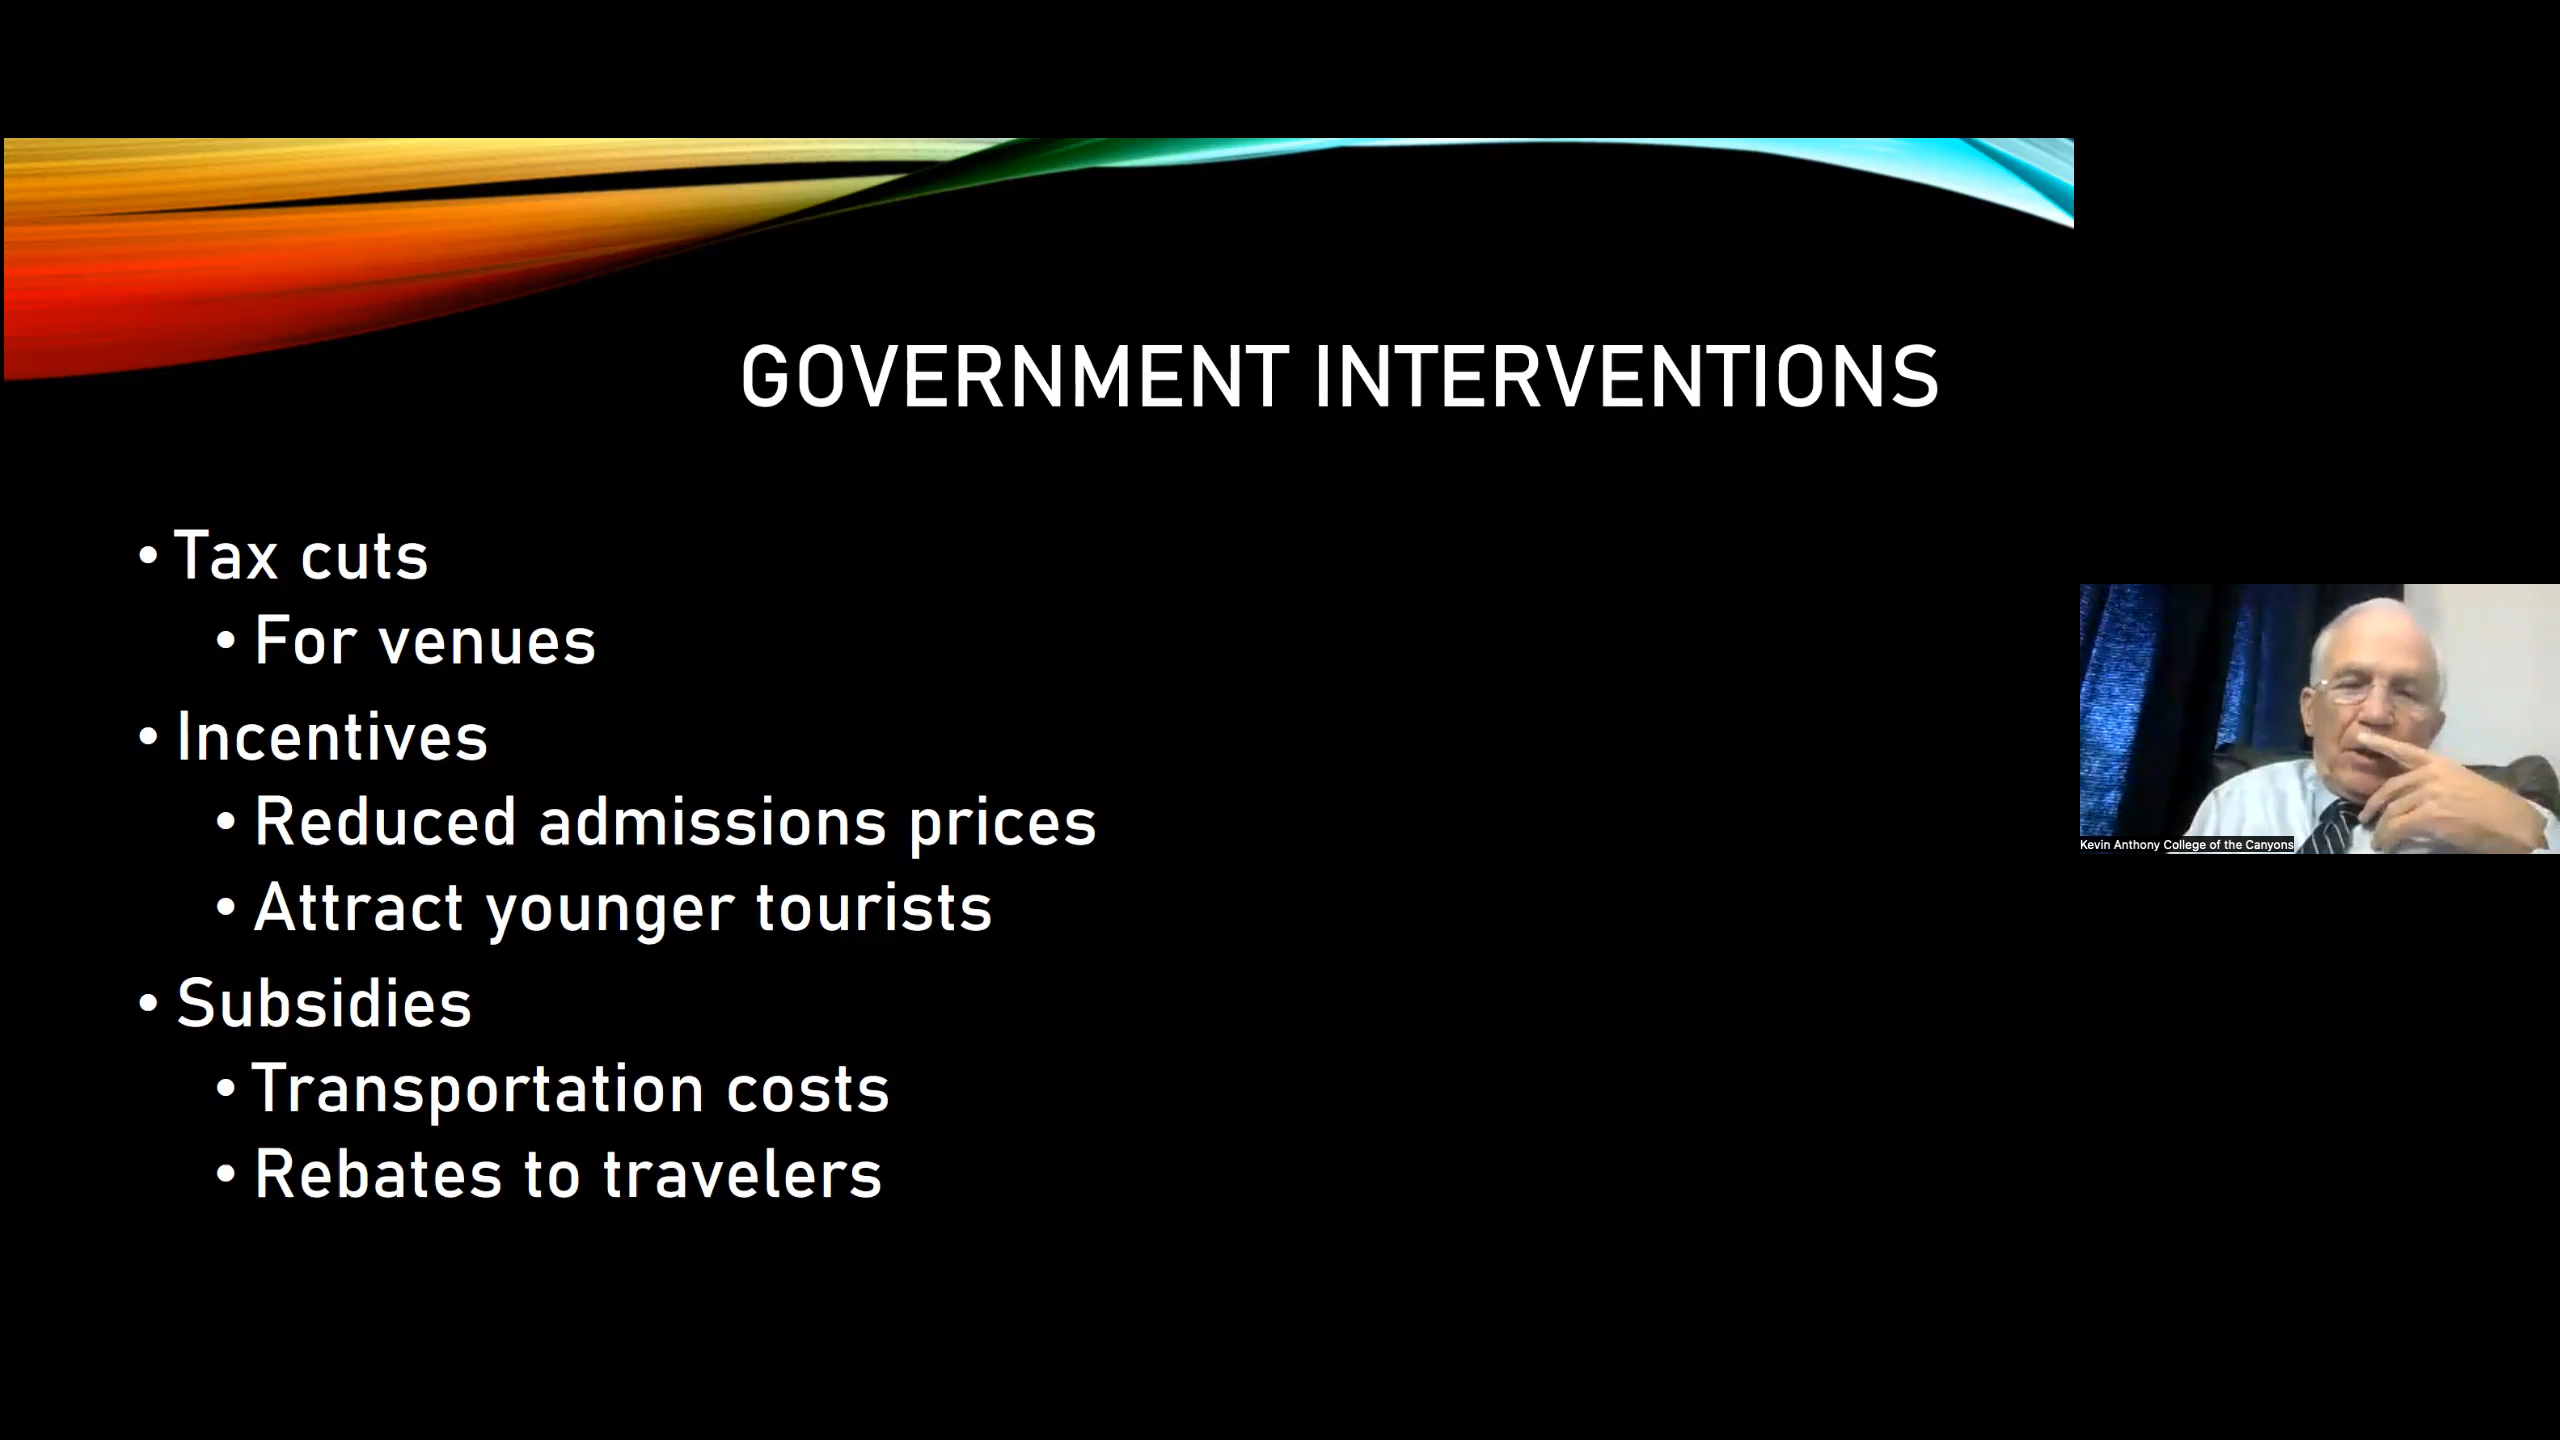 GOVERNMENT INTERVENTIONS
• Tax cuts
• For venues
• Incentives
• Reduced admissions prices
• Attract younger tourists
• Subsidies
• Transportation costs
• Rebates to travelers
Kevin Anthony College of the Canyons